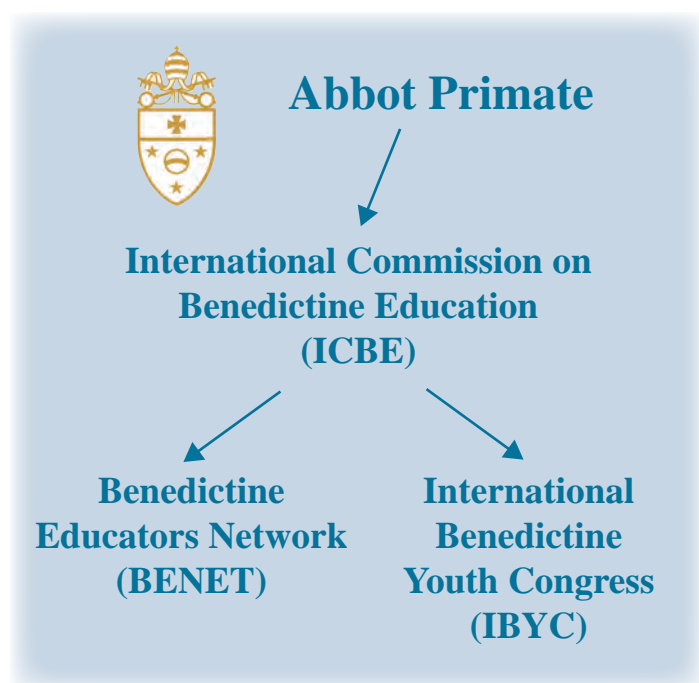 Abbot Primate
International Commission on
Benedictine Education
(ICBE)
Benedictine
Educators Network
(BENET)
International
Benedictine
Youth Congress
(IBYC)